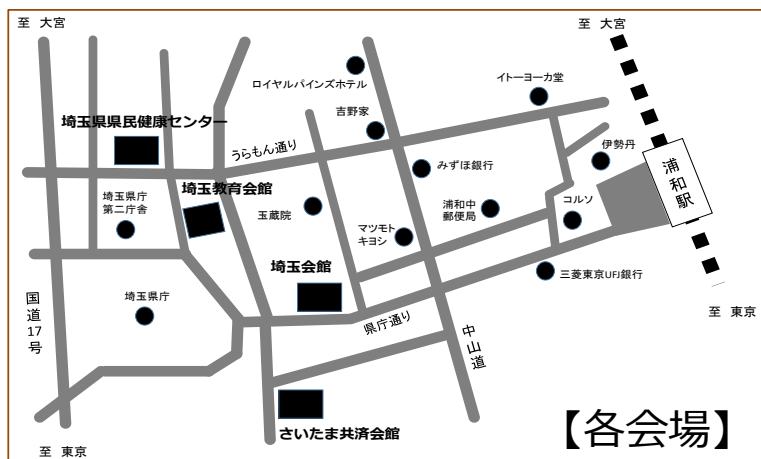 至 大宮
至 大宮
ロイヤルパインズホテル
イトーヨーカ堂
吉野家
埼玉県県民健康センター
うらもん通り
伊勢丹
みずほ銀行
浦和駅
埼玉教育会館
埼玉県庁
第二庁舎
玉蔵院
浦和中
郵便局
コルソ
マツモト
キヨシ
埼玉会館
三菱東京UFJ銀行
埼玉県庁
国道17号
県庁通り
中山道
至 東京
さいたま共済会館
【各会場】
至 東京